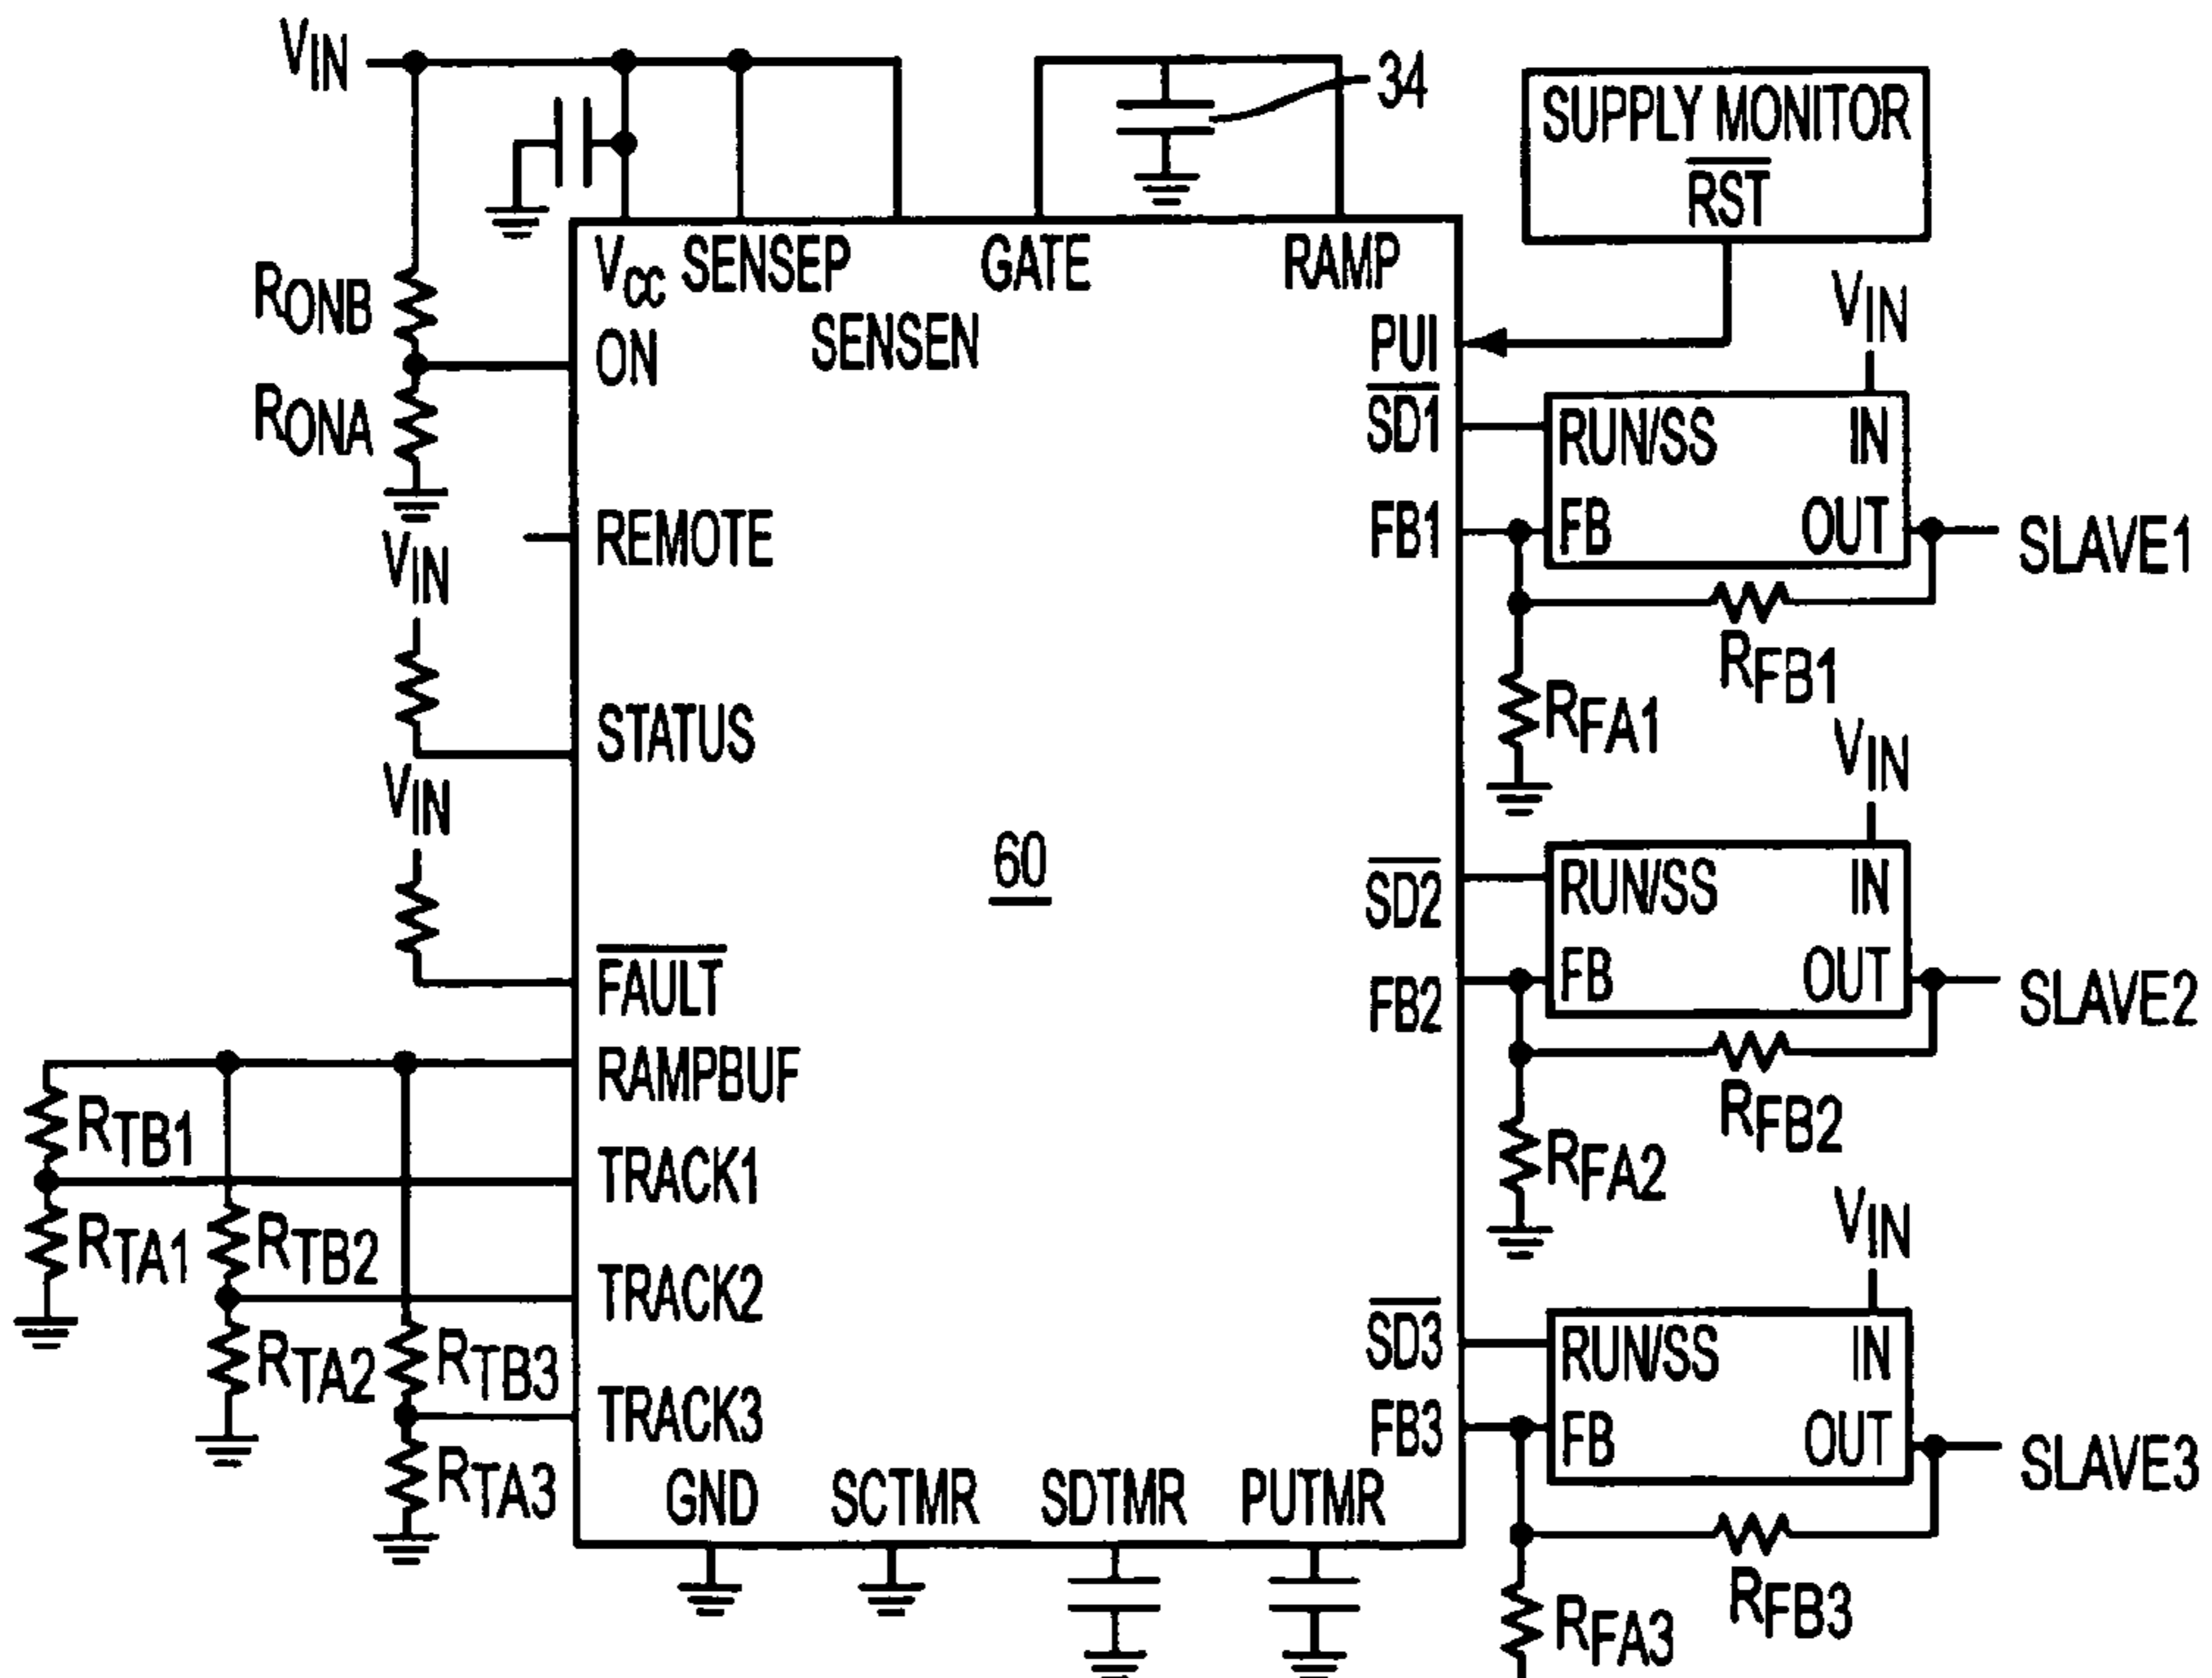 VIN
34
SUPPLY MONITOR
RST
VCC
SENSEP
GATE
RAMP
RONB
ON
SENSEN
PUI
VIN
RONA
SD1
RUN/SS
IN
REMOTE
FB1
FB
OUT
SLAVE1
VIN
RFB1
RFA1
STATUS
VIN
VIN
60
SD2
RUN/SS
IN
FAULT
FB2
FB
OUT
SLAVE2
RAMPBUF
RTB1
RFB2
TRACK1
RFA2
RTA1
RTB2
VIN
TRACK2
SD3
RUN/SS
IN
RTA2
RTB3
TRACK3
FB3
FB
OUT
SLAVE3
RTA3
GND
SCTMR
SDTMR
PUTMR
RFB3
RFA3